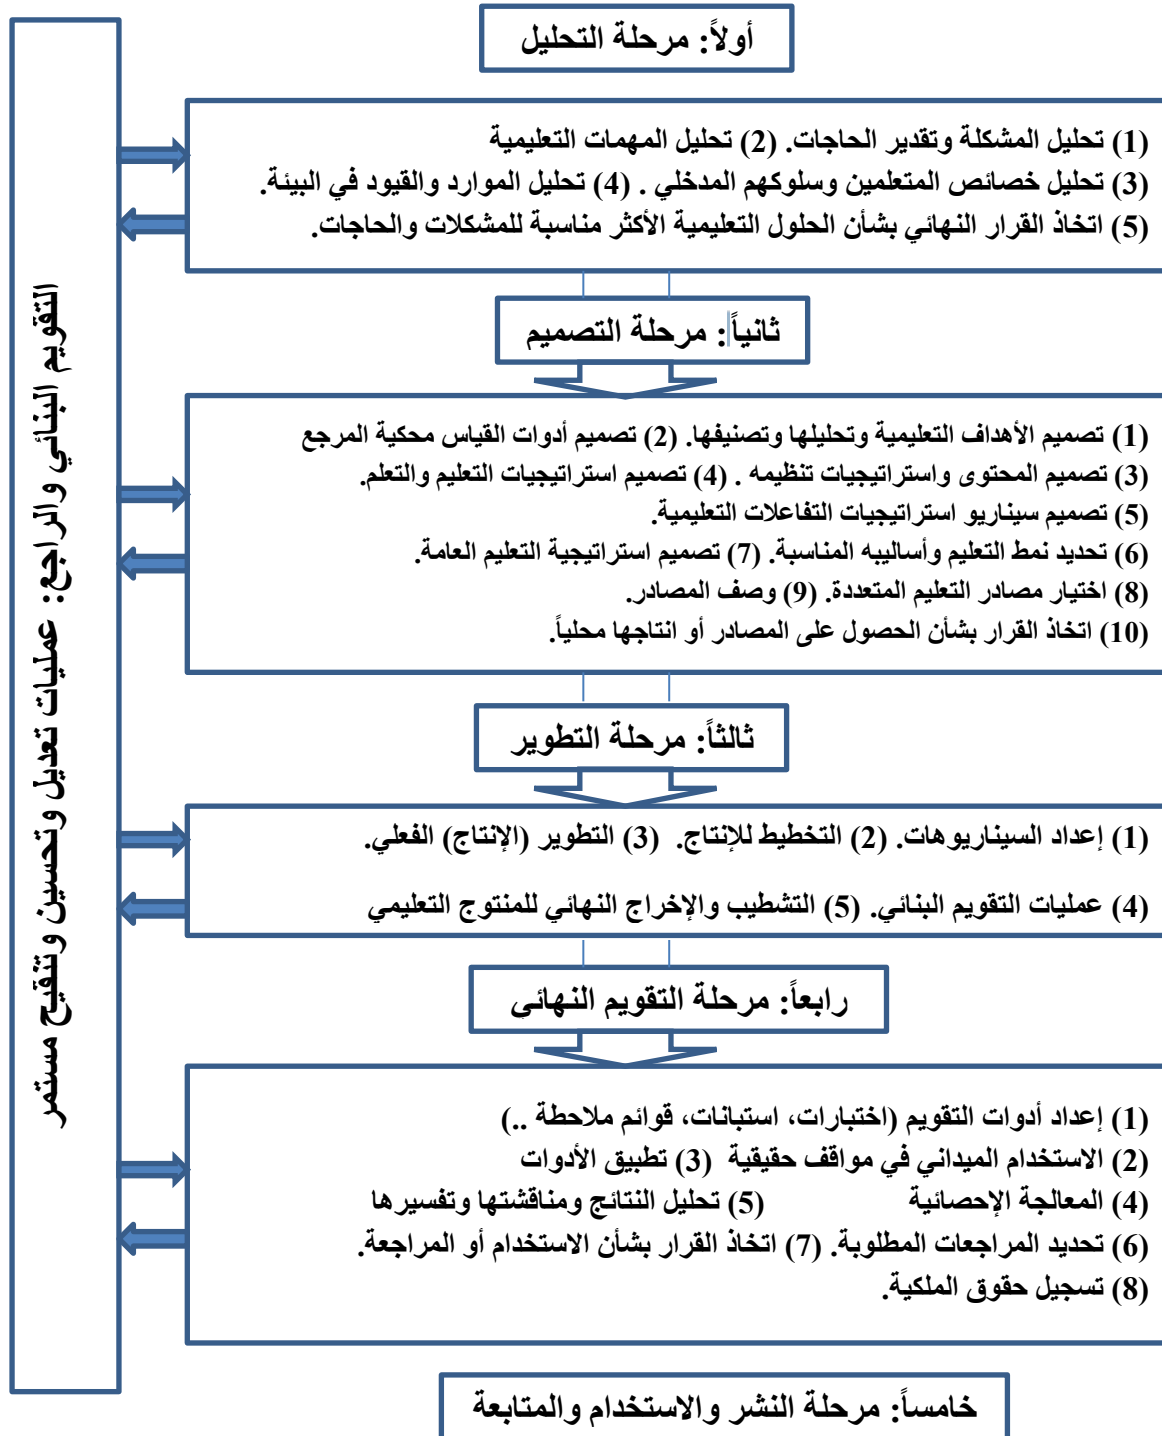 أولاً: مرحلة التحليل
(1) تحليل المشكلة وتقدير الحاجات. (2) تحليل المهمات التعليمية
(3) تحليل خصائص المتعلمين وسلوكهم المدخلي . (4) تحليل الموارد والقيود في البيئة.
(5) اتخاذ القرار النهائي بشأن الحلول التعليمية الأكثر مناسبة للمشكلات والحاجات.
ثانياً: مرحلة التصميم
(1) تصميم الأهداف التعليمية وتحليلها وتصنيفها. (2) تصميم أدوات القياس محكية المرجع
(3) تصميم المحتوى واستراتيجيات تنظيمه . (4) تصميم استراتيجيات التعليم والتعلم.
(5) تصميم سيناريو استراتيجيات التفاعلات التعليمية.
(6) تحديد نمط التعليم وأساليبه المناسبة. (7) تصميم استراتيجية التعليم العامة.
(8) اختيار مصادر التعليم المتعددة. (9) وصف المصادر.
(10) اتخاذ القرار بشأن الحصول على المصادر أو انتاجها محلياً.
ثالثاً: مرحلة التطوير
(1) إعداد السيناريوهات. (2) التخطيط للإنتاج. (3) التطوير (الإنتاج) الفعلي.
(4) عمليات التقويم البنائي. (5) التشطيب والإخراج النهائي للمنتوج التعليمي
رابعاً: مرحلة التقويم النهائي
(1) إعداد أدوات التقويم (اختبارات، استبانات، قوائم ملاحظة ..)
(2) الاستخدام الميداني في مواقف حقيقية (3) تطبيق الأدوات
(4) المعالجة الإحصائية (5) تحليل النتائج ومناقشتها وتفسيرها
(6) تحديد المراجعات المطلوبة. (7) اتخاذ القرار بشأن الاستخدام أو المراجعة.
(8) تسجيل حقوق الملكية.
خامساً: مرحلة النشر والاستخدام والمتابعة
التقويم البنائي والراجع: عمليات تعديل وتحسين وتنقيح مستمر